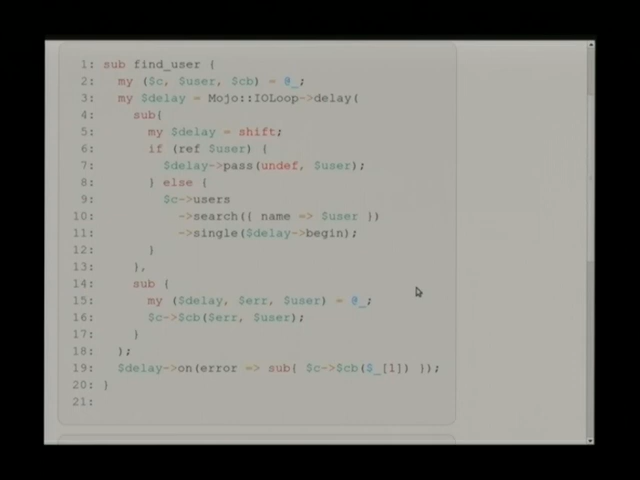 1: sub find_user {
2:   my ($c, $user, $cb) = @_;
3:   my $delay = Mojo::IOLoop->delay(
4:     sub{
5:       my $delay = shift;
6:       if (ref $user) {
7:         $delay->pass(undef, $user);
8:       } else {
9:         $c->users
10:           ->search({ name => $user })
11:           ->single($delay->begin);
12:       }
13:     },
14:     sub {
15:       my ($delay, $err, $user) = @_;
16:       $c->$cb($err, $user);
17:     }
18:   );
19:   $delay->on(error => sub{ $c->$cb($_[1]) });
20: }
21: